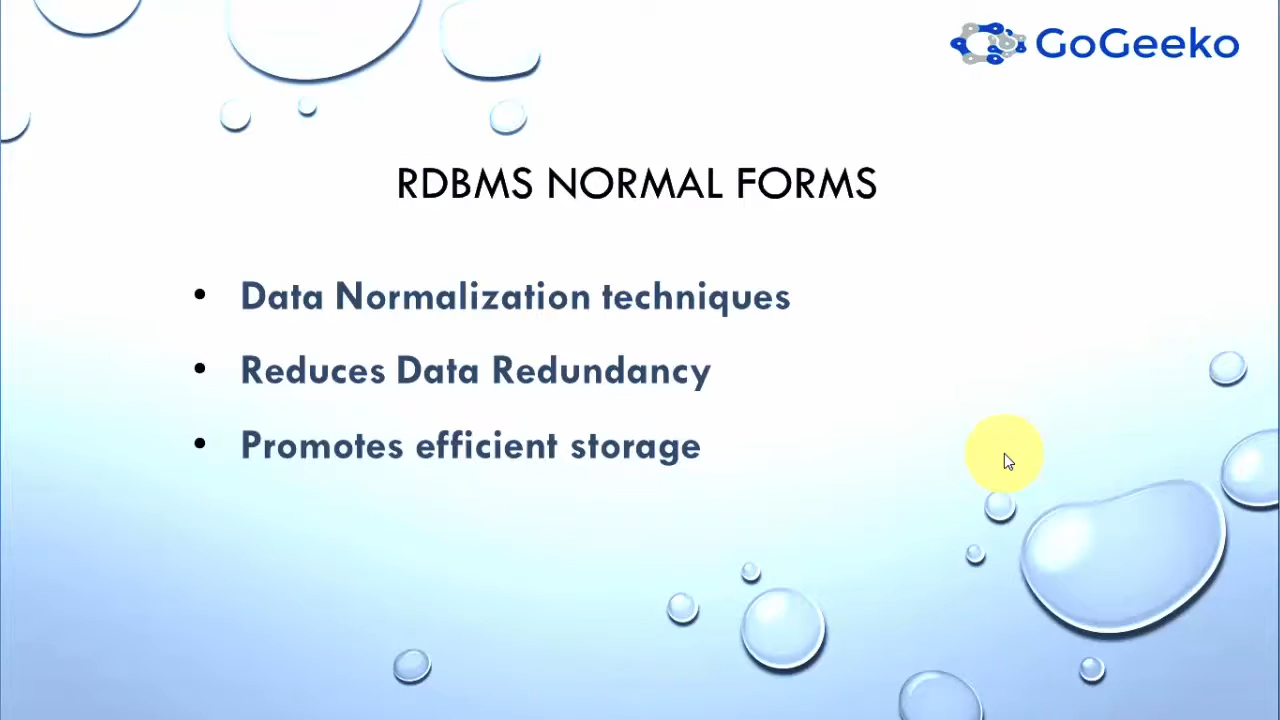 GoGeeko
RDBMS NORMAL FORMS
• Data Normalization techniques
• Reduces Data Redundancy
• Promotes efficient storage